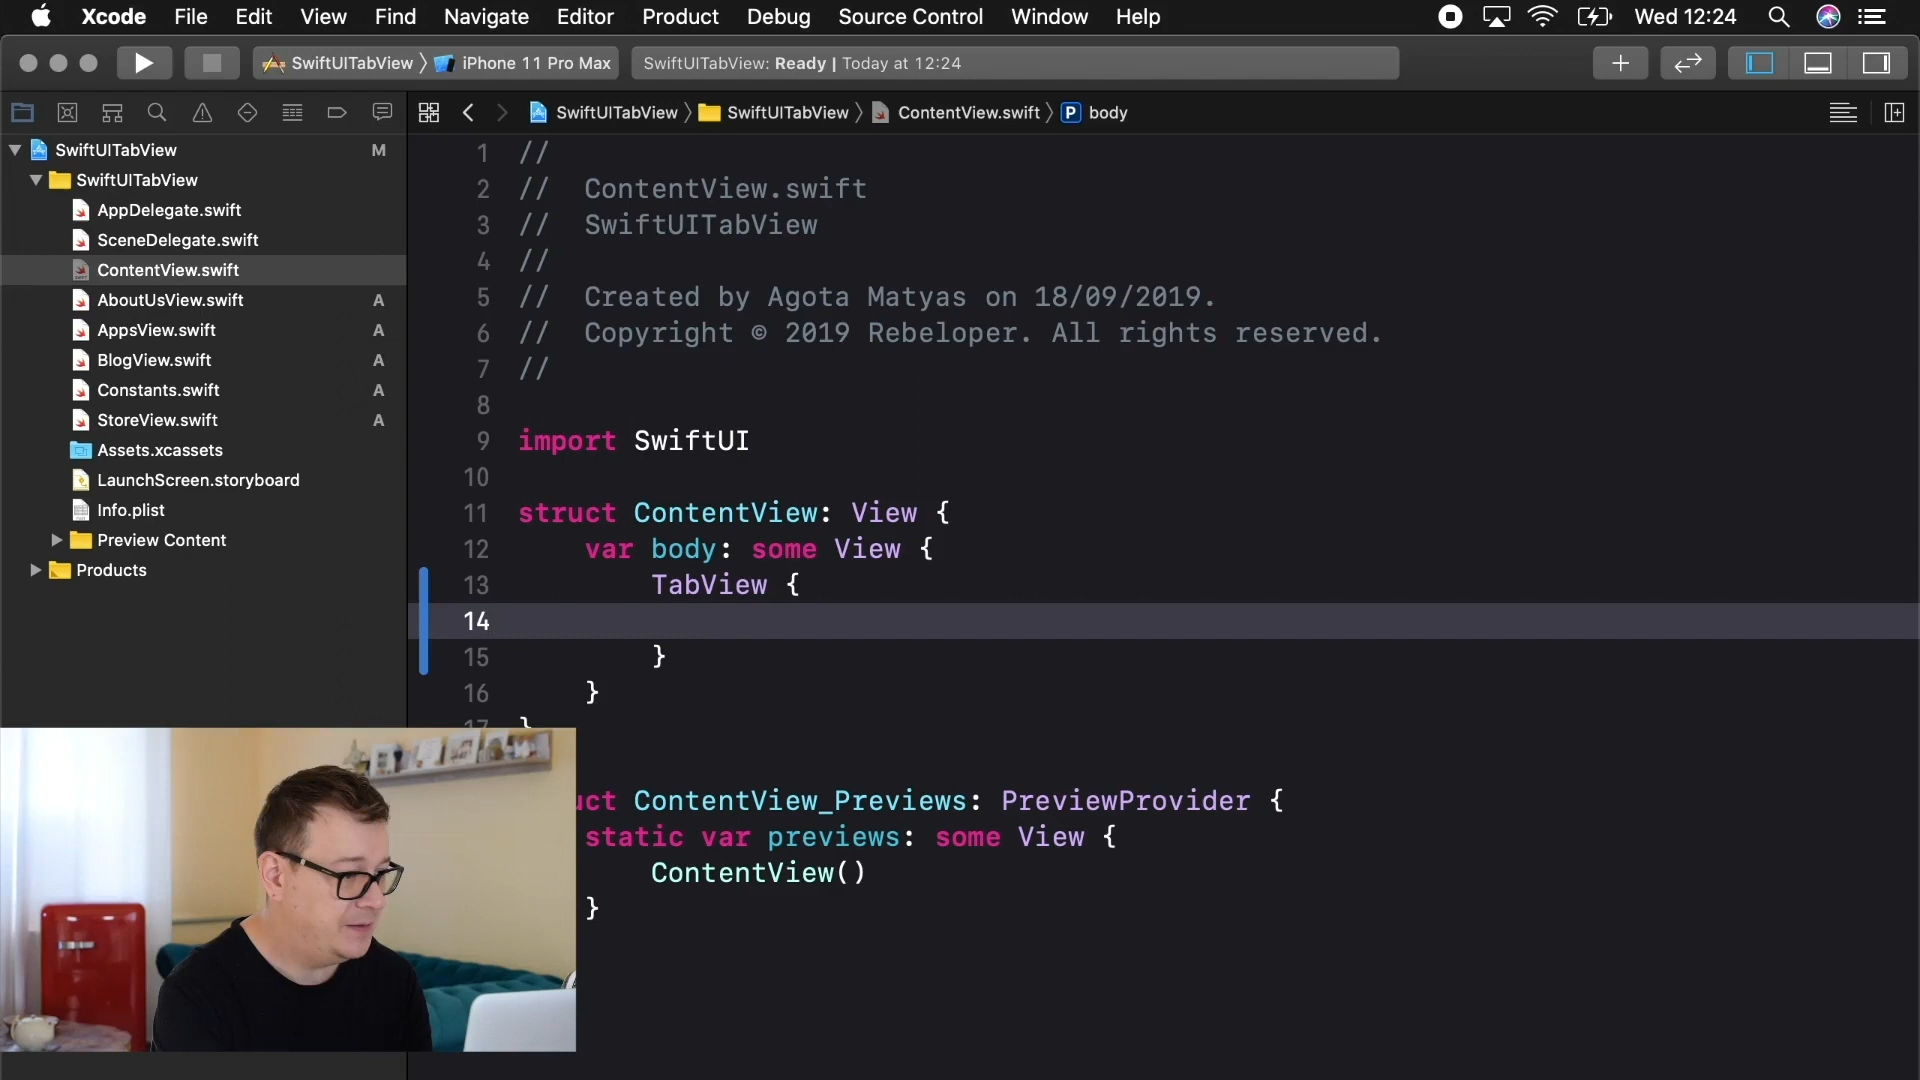 Xcode File Edit View Find Navigate Editor Product Debug Source Control Window Help Wed 12:24
SwiftUITabView iPhone 11 Pro Max SwiftUITabView: Ready | Today at 12:24
SwiftUITabView SwiftUITabView ContentView.swift P body
SwiftUITabView M
SwiftUITabView
AppDelegate.swift
SceneDelegate.swift
ContentView.swift
AboutUsView.swift A
AppsView.swift A
BlogView.swift A
Constants.swift A
StoreView.swift A
Assets.xcassets
LaunchScreen.storyboard
Info.plist
Preview Content
Products
1 //
2 // ContentView.swift
3 // SwiftUITabView
4 //
5 // Created by Agota Matyas on 18/09/2019.
6 // Copyright © 2019 Rebeloper. All rights reserved.
7 //
8
9 import SwiftUI
10
11 struct ContentView: View {
12 var body: some View {
13 TabView {
14
15 }
16 }
17 }
uct ContentView_Previews: PreviewProvider {
static var previews: some View {
ContentView()
}